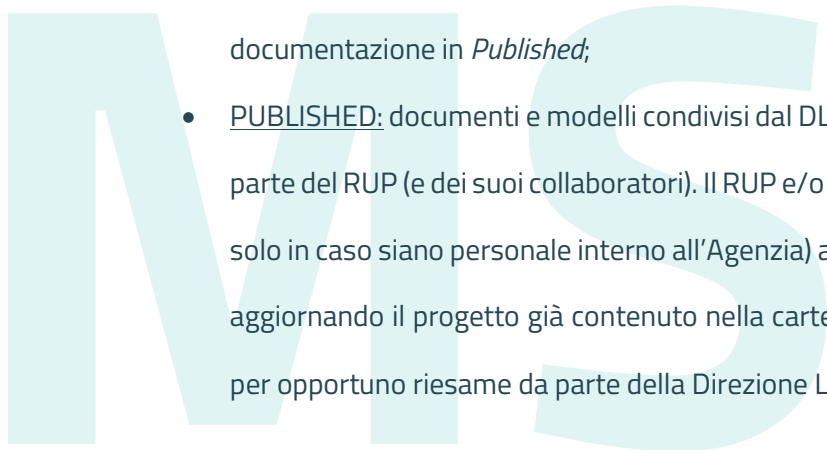 documentazione in Published;
• PUBLISHED: documenti e modelli condivisi dal DL
parte del RUP (e dei suoi collaboratori). Il RUP e/o
solo in caso siano personale interno all’Agenzia) a
aggiornando il progetto già contenuto nella carte
per opportuno riesame da parte della Direzione L
MS